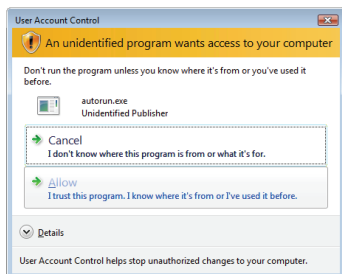 User Account Control
An unidentified program wants access to your computer
Don't run the program unless you know where it's from or you've used it
before.
autorun.exe
Unidentified Publisher
Cancel
I don't know where this program is from or what it's for.
Allow
I trust this program. I know where it's from or I've used it before.
Details
User Account Control helps stop unauthorized changes to your computer.